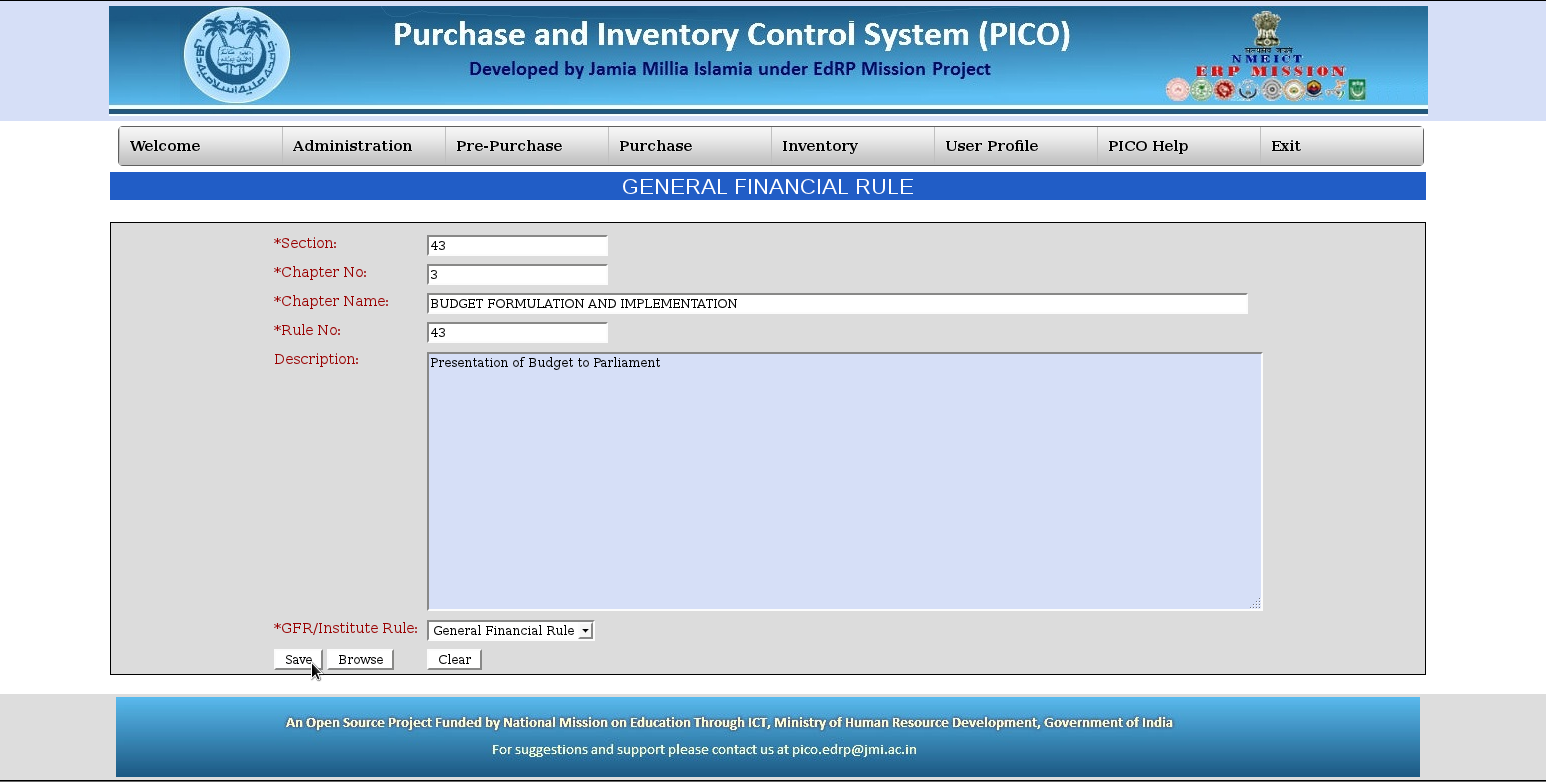 Purchase and Inventory Control System (PICO)
Developed by Jamia Millia Islamia under EdRP Mission Project
सत्यमेव जयते
NMEICT
ERP MISSION
Welcome Administration Pre-Purchase Purchase Inventory User Profile PICO Help Exit
GENERAL FINANCIAL RULE
*Section: 43
*Chapter No: 3
*Chapter Name: BUDGET FORMULATION AND IMPLEMENTATION
*Rule No: 43
Description: Presentation of Budget to Parliament
*GFR/Institute Rule: General Financial Rule
Save Browse Clear
An Open Source Project Funded by National Mission on Education Through ICT, Ministry of Human Resource Development, Government of India
For suggestions and support please contact us at pico.edrp@jmi.ac.in